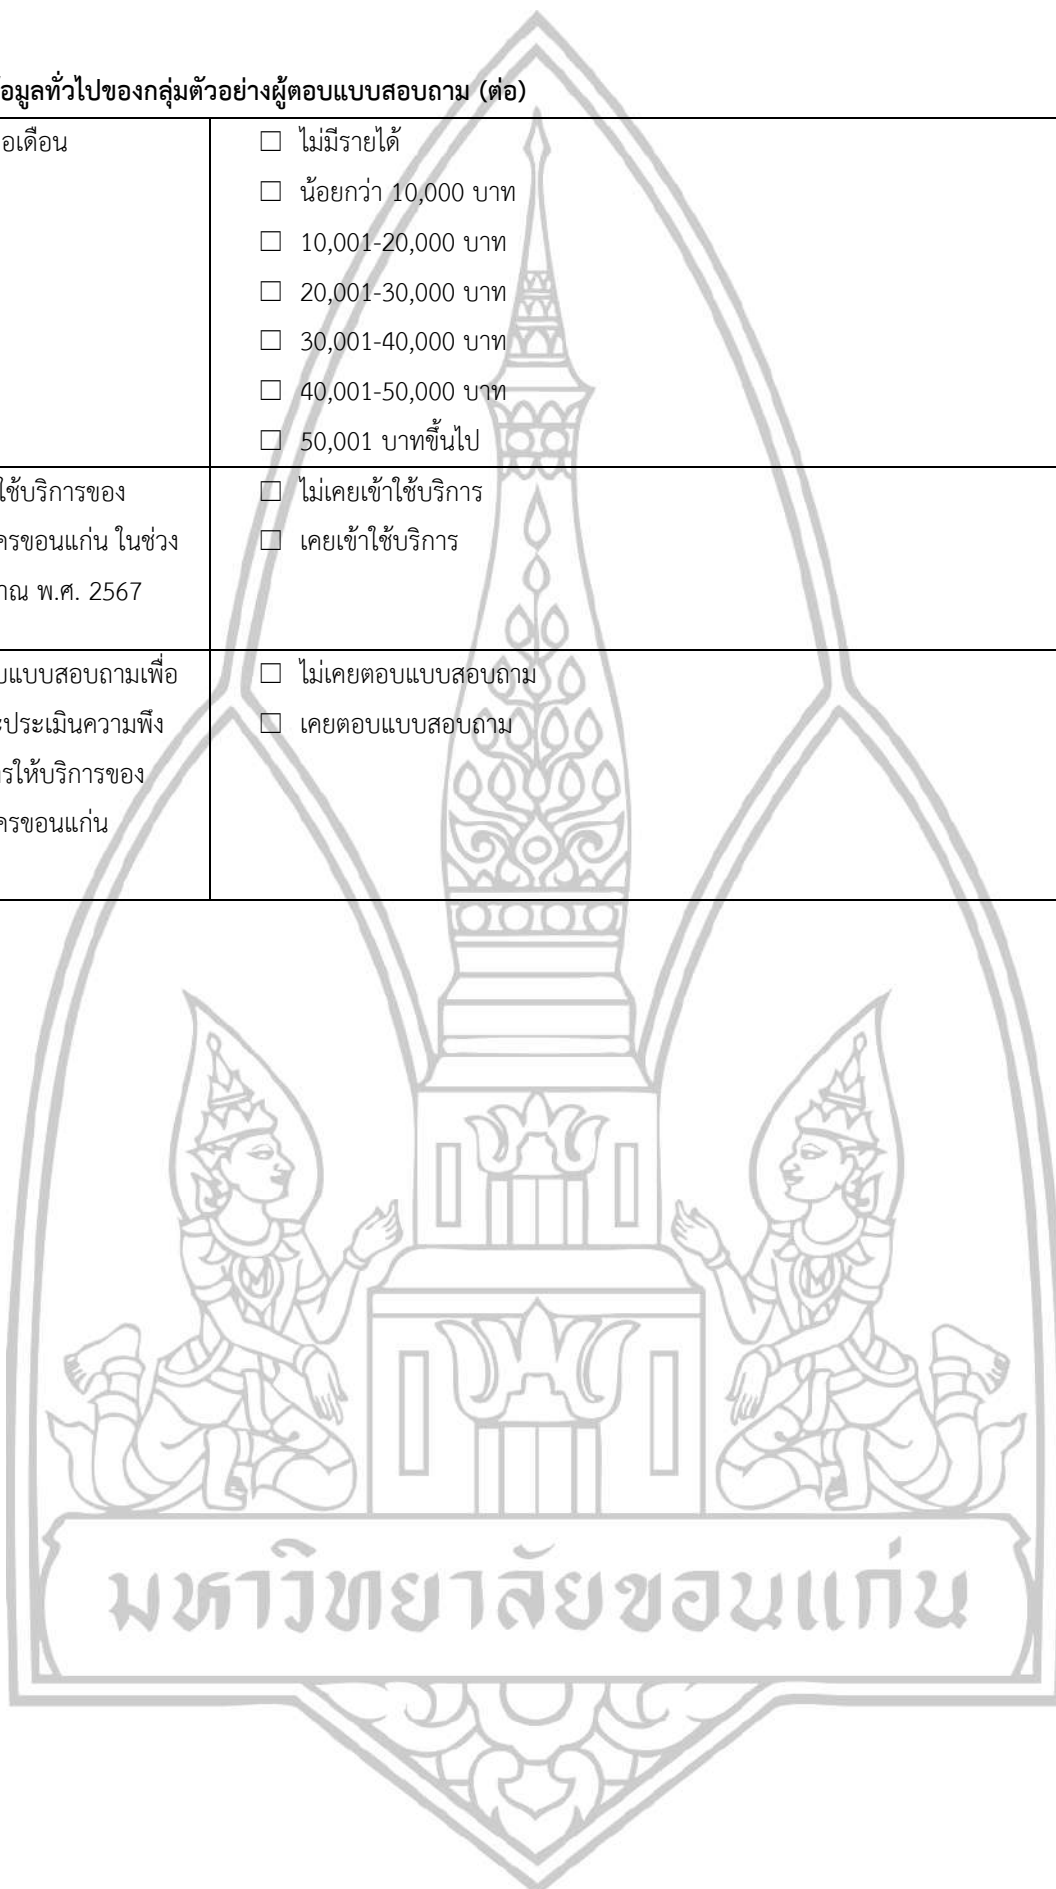 อมูลทั่วไปของกลุ่มตัวอย่างผู้ตอบแบบสอบถาม (ต่อ)
อเดือน
☐ ไม่มีรายได้
☐ น้อยกว่า 10,000 บาท
☐ 10,001-20,000 บาท
☐ 20,001-30,000 บาท
☐ 30,001-40,000 บาท
☐ 40,001-50,000 บาท
☐ 50,001 บาทขึ้นไป
ใช้บริการของ
ครขอนแก่น ในช่วง
าณ พ.ศ. 2567
☐ ไม่เคยเข้าใช้บริการ
☐ เคยเข้าใช้บริการ
บแบบสอบถามเพื่อ
ะประเมินความพึง
ารให้บริการของ
ครขอนแก่น
☐ ไม่เคยตอบแบบสอบถาม
☐ เคยตอบแบบสอบถาม
มหาวิทยาลัยขอนแก่น